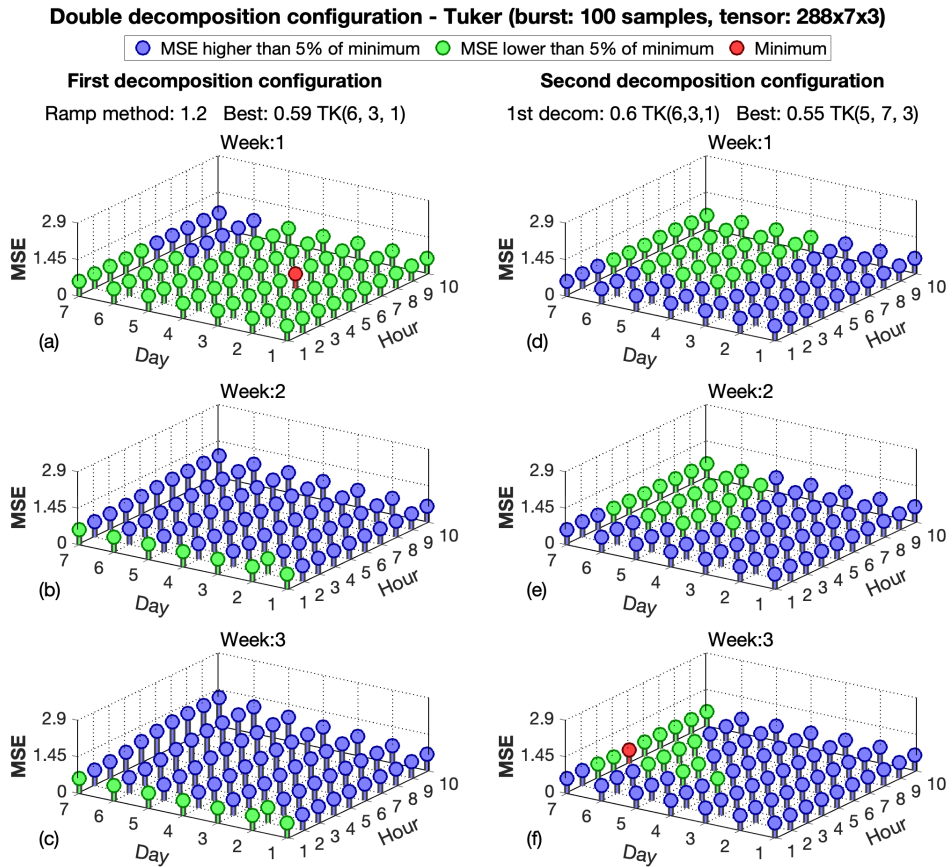 Double decomposition configuration - Tuker (burst: 100 samples, tensor: 288x7x3)
MSE higher than 5% of minimum MSE lower than 5% of minimum Minimum
First decomposition configuration
Ramp method: 1.2 Best: 0.59 TK(6, 3, 1)
Week:1
MSE
2.9
1.45
0
7 6 5 4 3 2 1
Day
1 2 3 4 5 6 7 8 9 10
Hour
(a)
Week:2
MSE
2.9
1.45
0
7 6 5 4 3 2 1
Day
1 2 3 4 5 6 7 8 9 10
Hour
(b)
Week:3
MSE
2.9
1.45
0
7 6 5 4 3 2 1
Day
1 2 3 4 5 6 7 8 9 10
Hour
(c)
Second decomposition configuration
1st decom: 0.6 TK(6,3,1) Best: 0.55 TK(5, 7, 3)
Week:1
MSE
2.9
1.45
0
7 6 5 4 3 2 1
Day
1 2 3 4 5 6 7 8 9 10
Hour
(d)
Week:2
MSE
2.9
1.45
0
7 6 5 4 3 2 1
Day
1 2 3 4 5 6 7 8 9 10
Hour
(e)
Week:3
MSE
2.9
1.45
0
7 6 5 4 3 2 1
Day
1 2 3 4 5 6 7 8 9 10
Hour
(f)